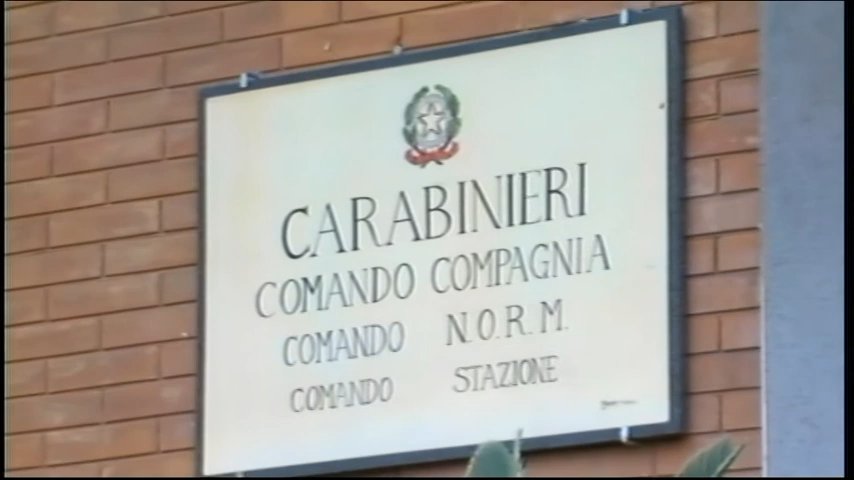 CARABINIERI
COMANDO COMPAGNIA
COMANDO N.O.R.M.
COMANDO STAZIONE